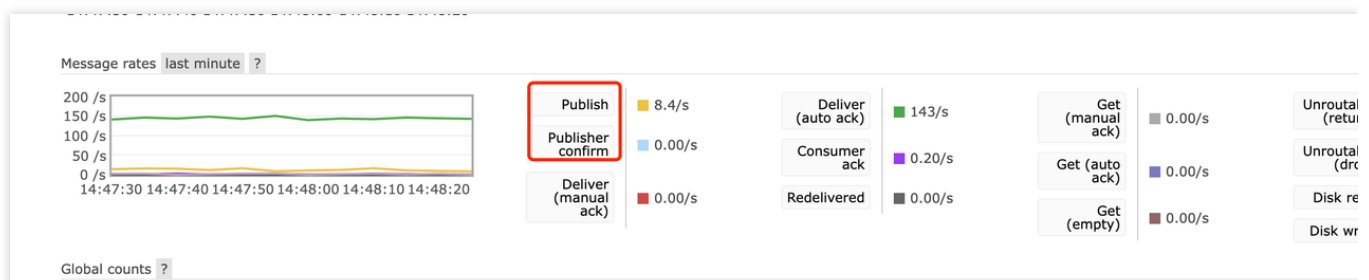 Message rates last minute ?
200 /s
150 /s
100 /s
50 /s
0 /s
14:47:30 14:47:40 14:47:50 14:48:00 14:48:10 14:48:20
Publish
8.4/s
Publisher
confirm
0.00/s
Deliver
(manual
ack)
0.00/s
Deliver
(auto ack)
143/s
Consumer
ack
0.20/s
Redelivered
0.00/s
Get
(manual
ack)
0.00/s
Get (auto
ack)
0.00/s
Get
(empty)
0.00/s
Disk
Disk
Global counts ?